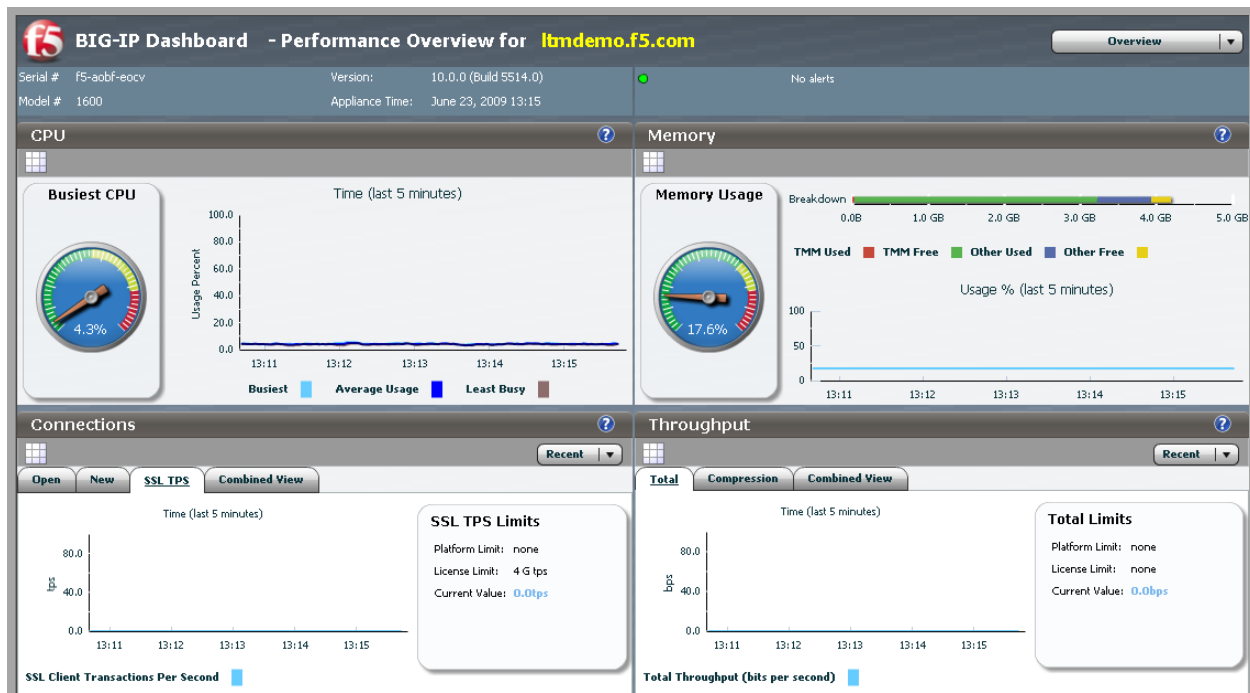 f5 BIG-IP Dashboard - Performance Overview for ltmdemo.f5.com
Overview
Serial # f5-aobf-eocv Version: 10.0.0 (Build 5514.0) No alerts
Model # 1600 Appliance Time: June 23, 2009 13:15
CPU ?
Busiest CPU
4.3%
Time (last 5 minutes)
Usage Percent
100.0
80.0
60.0
40.0
20.0
0.0
13:11 13:12 13:13 13:14 13:15
Busiest Average Usage Least Busy
Memory ?
Memory Usage
17.6%
Breakdown
0.0B 1.0 GB 2.0 GB 3.0 GB 4.0 GB 5.0 GB
TMM Used TMM Free Other Used Other Free
Usage % (last 5 minutes)
100
50
0
13:11 13:12 13:13 13:14 13:15
Connections ?
Recent
Open New SSL TPS Combined View
Time (last 5 minutes)
tps
80.0
40.0
0.0
13:11 13:12 13:13 13:14 13:15
SSL Client Transactions Per Second
SSL TPS Limits
Platform Limit: none
License Limit: 4 G tps
Current Value: 0.0tps
Throughput ?
Recent
Total Compression Combined View
Time (last 5 minutes)
bps
80.0
40.0
0.0
13:11 13:12 13:13 13:14 13:15
Total Throughput (bits per second)
Total Limits
Platform Limit: none
License Limit: none
Current Value: 0.0bps